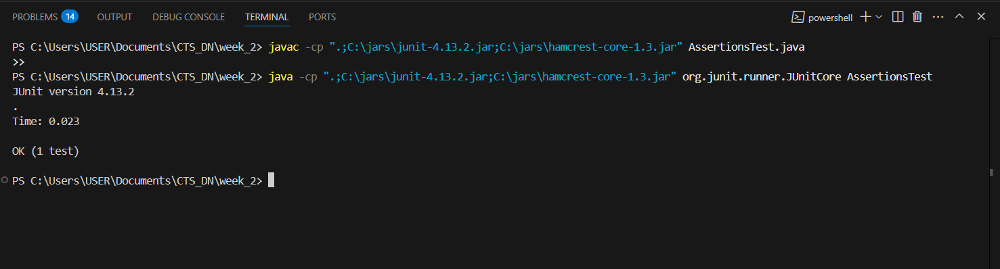 PROBLEMS 14 OUTPUT DEBUG CONSOLE TERMINAL PORTS powershell
PS C:\Users\USER\Documents\CTS_DN\week_2> javac -cp ".;C:\jars\junit-4.13.2.jar;C:\jars\hamcrest-core-1.3.jar" AssertionsTest.java
>>
PS C:\Users\USER\Documents\CTS_DN\week_2> java -cp ".;C:\jars\junit-4.13.2.jar;C:\jars\hamcrest-core-1.3.jar" org.junit.runner.JUnitCore AssertionsTest
JUnit version 4.13.2
.
Time: 0.023
OK (1 test)
PS C:\Users\USER\Documents\CTS_DN\week_2>